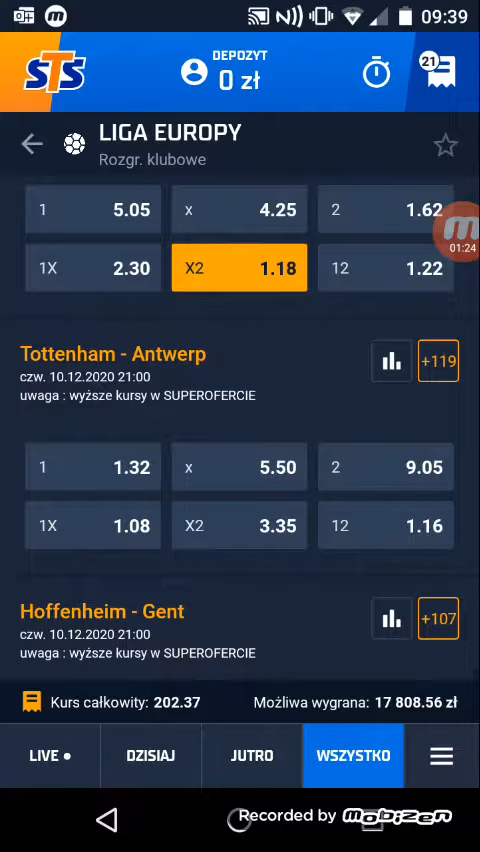 09:39
STS
DEPOZYT
0 zł
21
LIGA EUROPY
Rozgr. klubowe
1 5.05 x 4.25 2 1.62
01:24
1X 2.30 X2 1.18 12 1.22
Tottenham - Antwerp
+119
czw. 10.12.2020 21:00
uwaga : wyższe kursy w SUPEROFERCIE
1 1.32 x 5.50 2 9.05
1X 1.08 X2 3.35 12 1.16
Hoffenheim - Gent
+107
czw. 10.12.2020 21:00
uwaga : wyższe kursy w SUPEROFERCIE
Kurs całkowity: 202.37 Możliwa wygrana: 17 808.56 zł
LIVE DZISIAJ JUTRO WSZYSTKO
Recorded by Mobizen